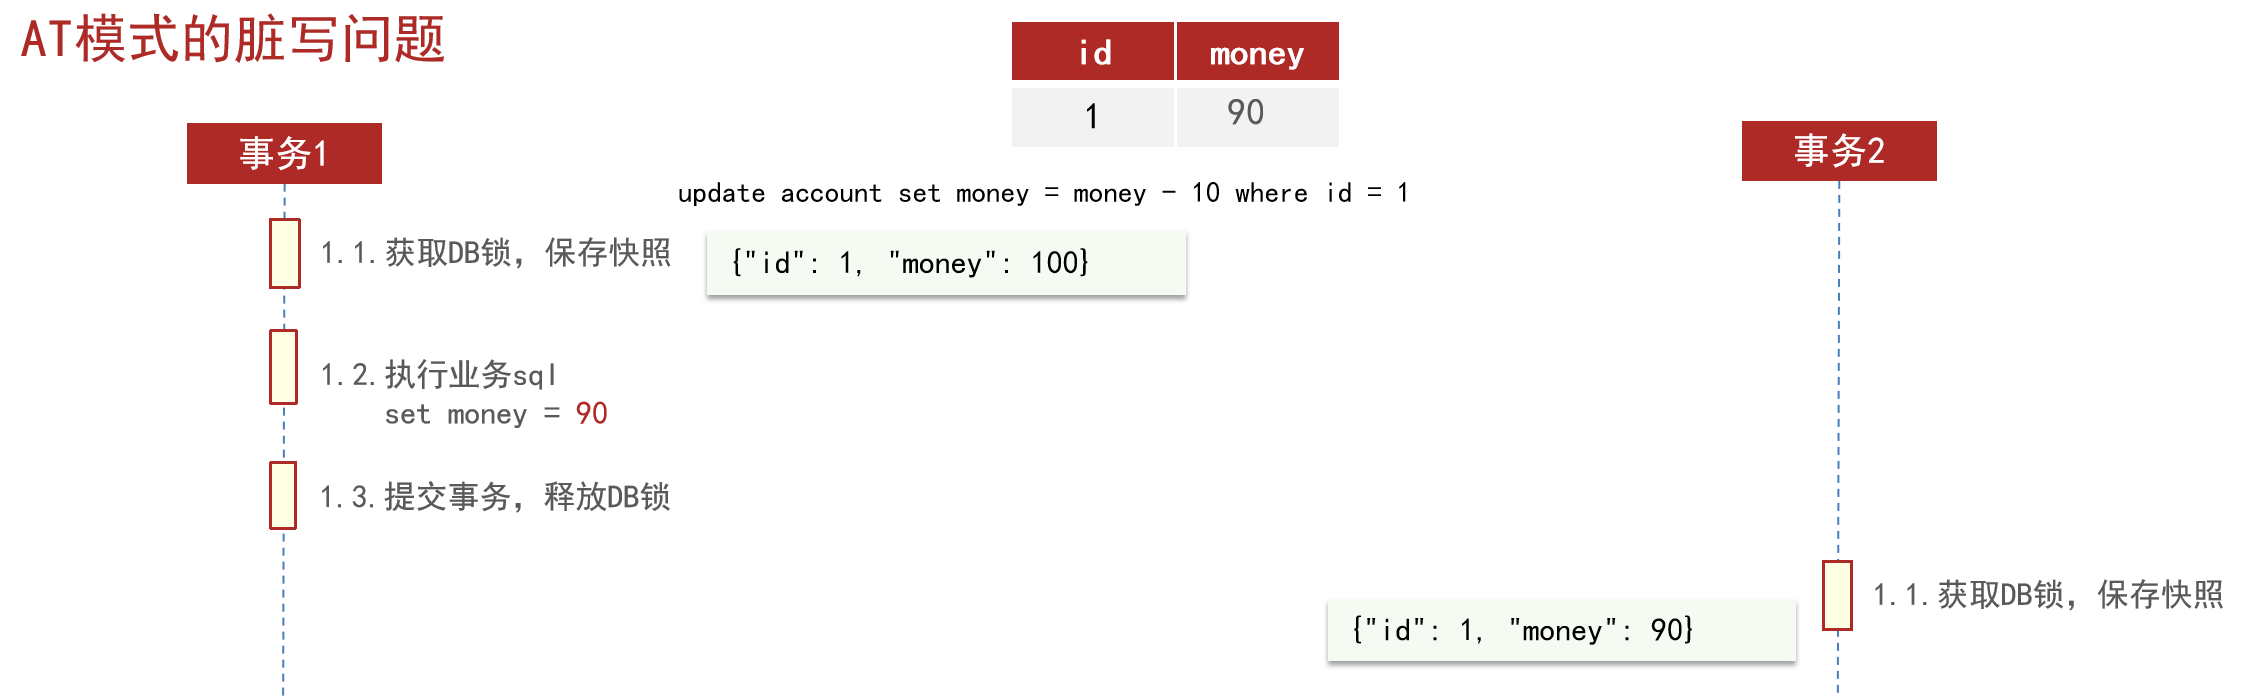 AT模式的脏写问题
id money
1 90
事务1
事务2
update account set money = money - 10 where id = 1
1.1.获取DB锁，保存快照
{"id": 1, "money": 100}
1.2.执行业务sql
set money = 90
1.3.提交事务，释放DB锁
1.1.获取DB锁，保存快照
{"id": 1, "money": 90}